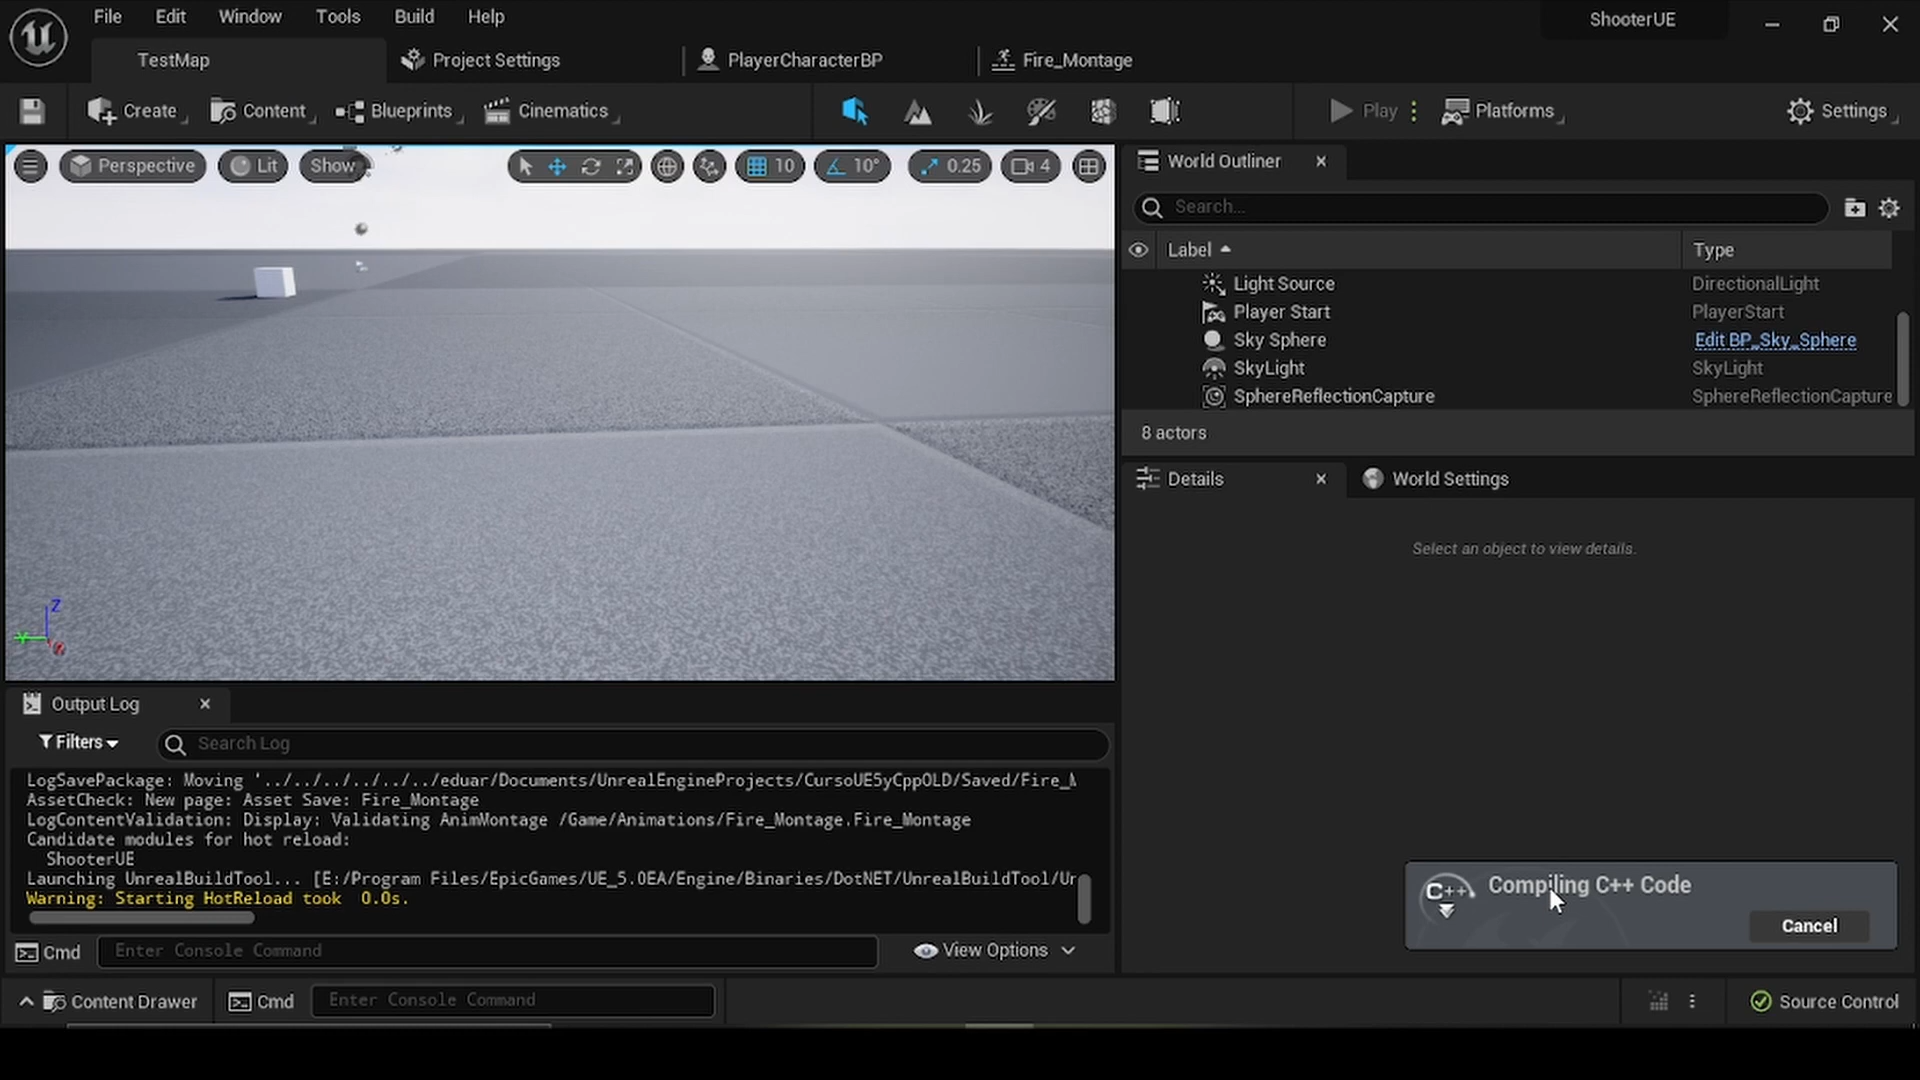 File Edit Window Tools Build Help
ShooterUE
TestMap
Project Settings
PlayerCharacterBP
Fire_Montage
Create
Content
Blueprints
Cinematics
Play
Platforms
Settings
Perspective
Lit
Show
10
10°
0.25
4
World Outliner
Search...
Label Type
Light Source DirectionalLight
Player Start PlayerStart
Sky Sphere Edit BP_Sky_Sphere
SkyLight SkyLight
SphereReflectionCapture SphereReflectionCapture
8 actors
Details
World Settings
Select an object to view details.
Z
Y
Output Log
Filters
Search Log
LogSavePackage: Moving '../../../../../../eduar/Documents/UnrealEngineProjects/CursoUE5yCppOLD/Saved/Fire_M
AssetCheck: New page: Asset Save: Fire_Montage
LogContentValidation: Display: Validating AnimMontage /Game/Animations/Fire_Montage.Fire_Montage
Candidate modules for hot reload:
ShooterUE
Launching UnrealBuildTool... [E:/Program Files/EpicGames/UE_5.0EA/Engine/Binaries/DotNET/UnrealBuildTool/Ur
Warning: Starting HotReload took 0.0s.
Cmd
Enter Console Command
View Options
C++
Compiling C++ Code
Cancel
Content Drawer
Cmd
Enter Console Command
Source Control